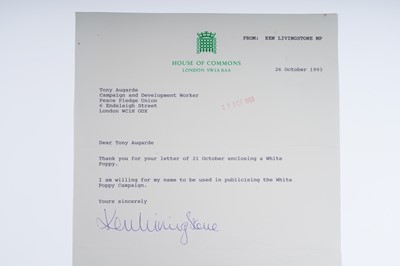 FROM: KEN LIVINGSTONE MP
HOUSE OF COMMONS
LONDON SW1A 0AA
26 October 1993
Tony Augarde
Campaign and Development Worker
Peace Pledge Union
6 Endsleigh Street
London WC1H 0DX
Dear Tony Augarde
Thank you for your letter of 21 October enclosing a White
Poppy.
I am willing for my name to be used in publicising the White
Poppy Campaign.
Yours sincerely
Ken Livingstone